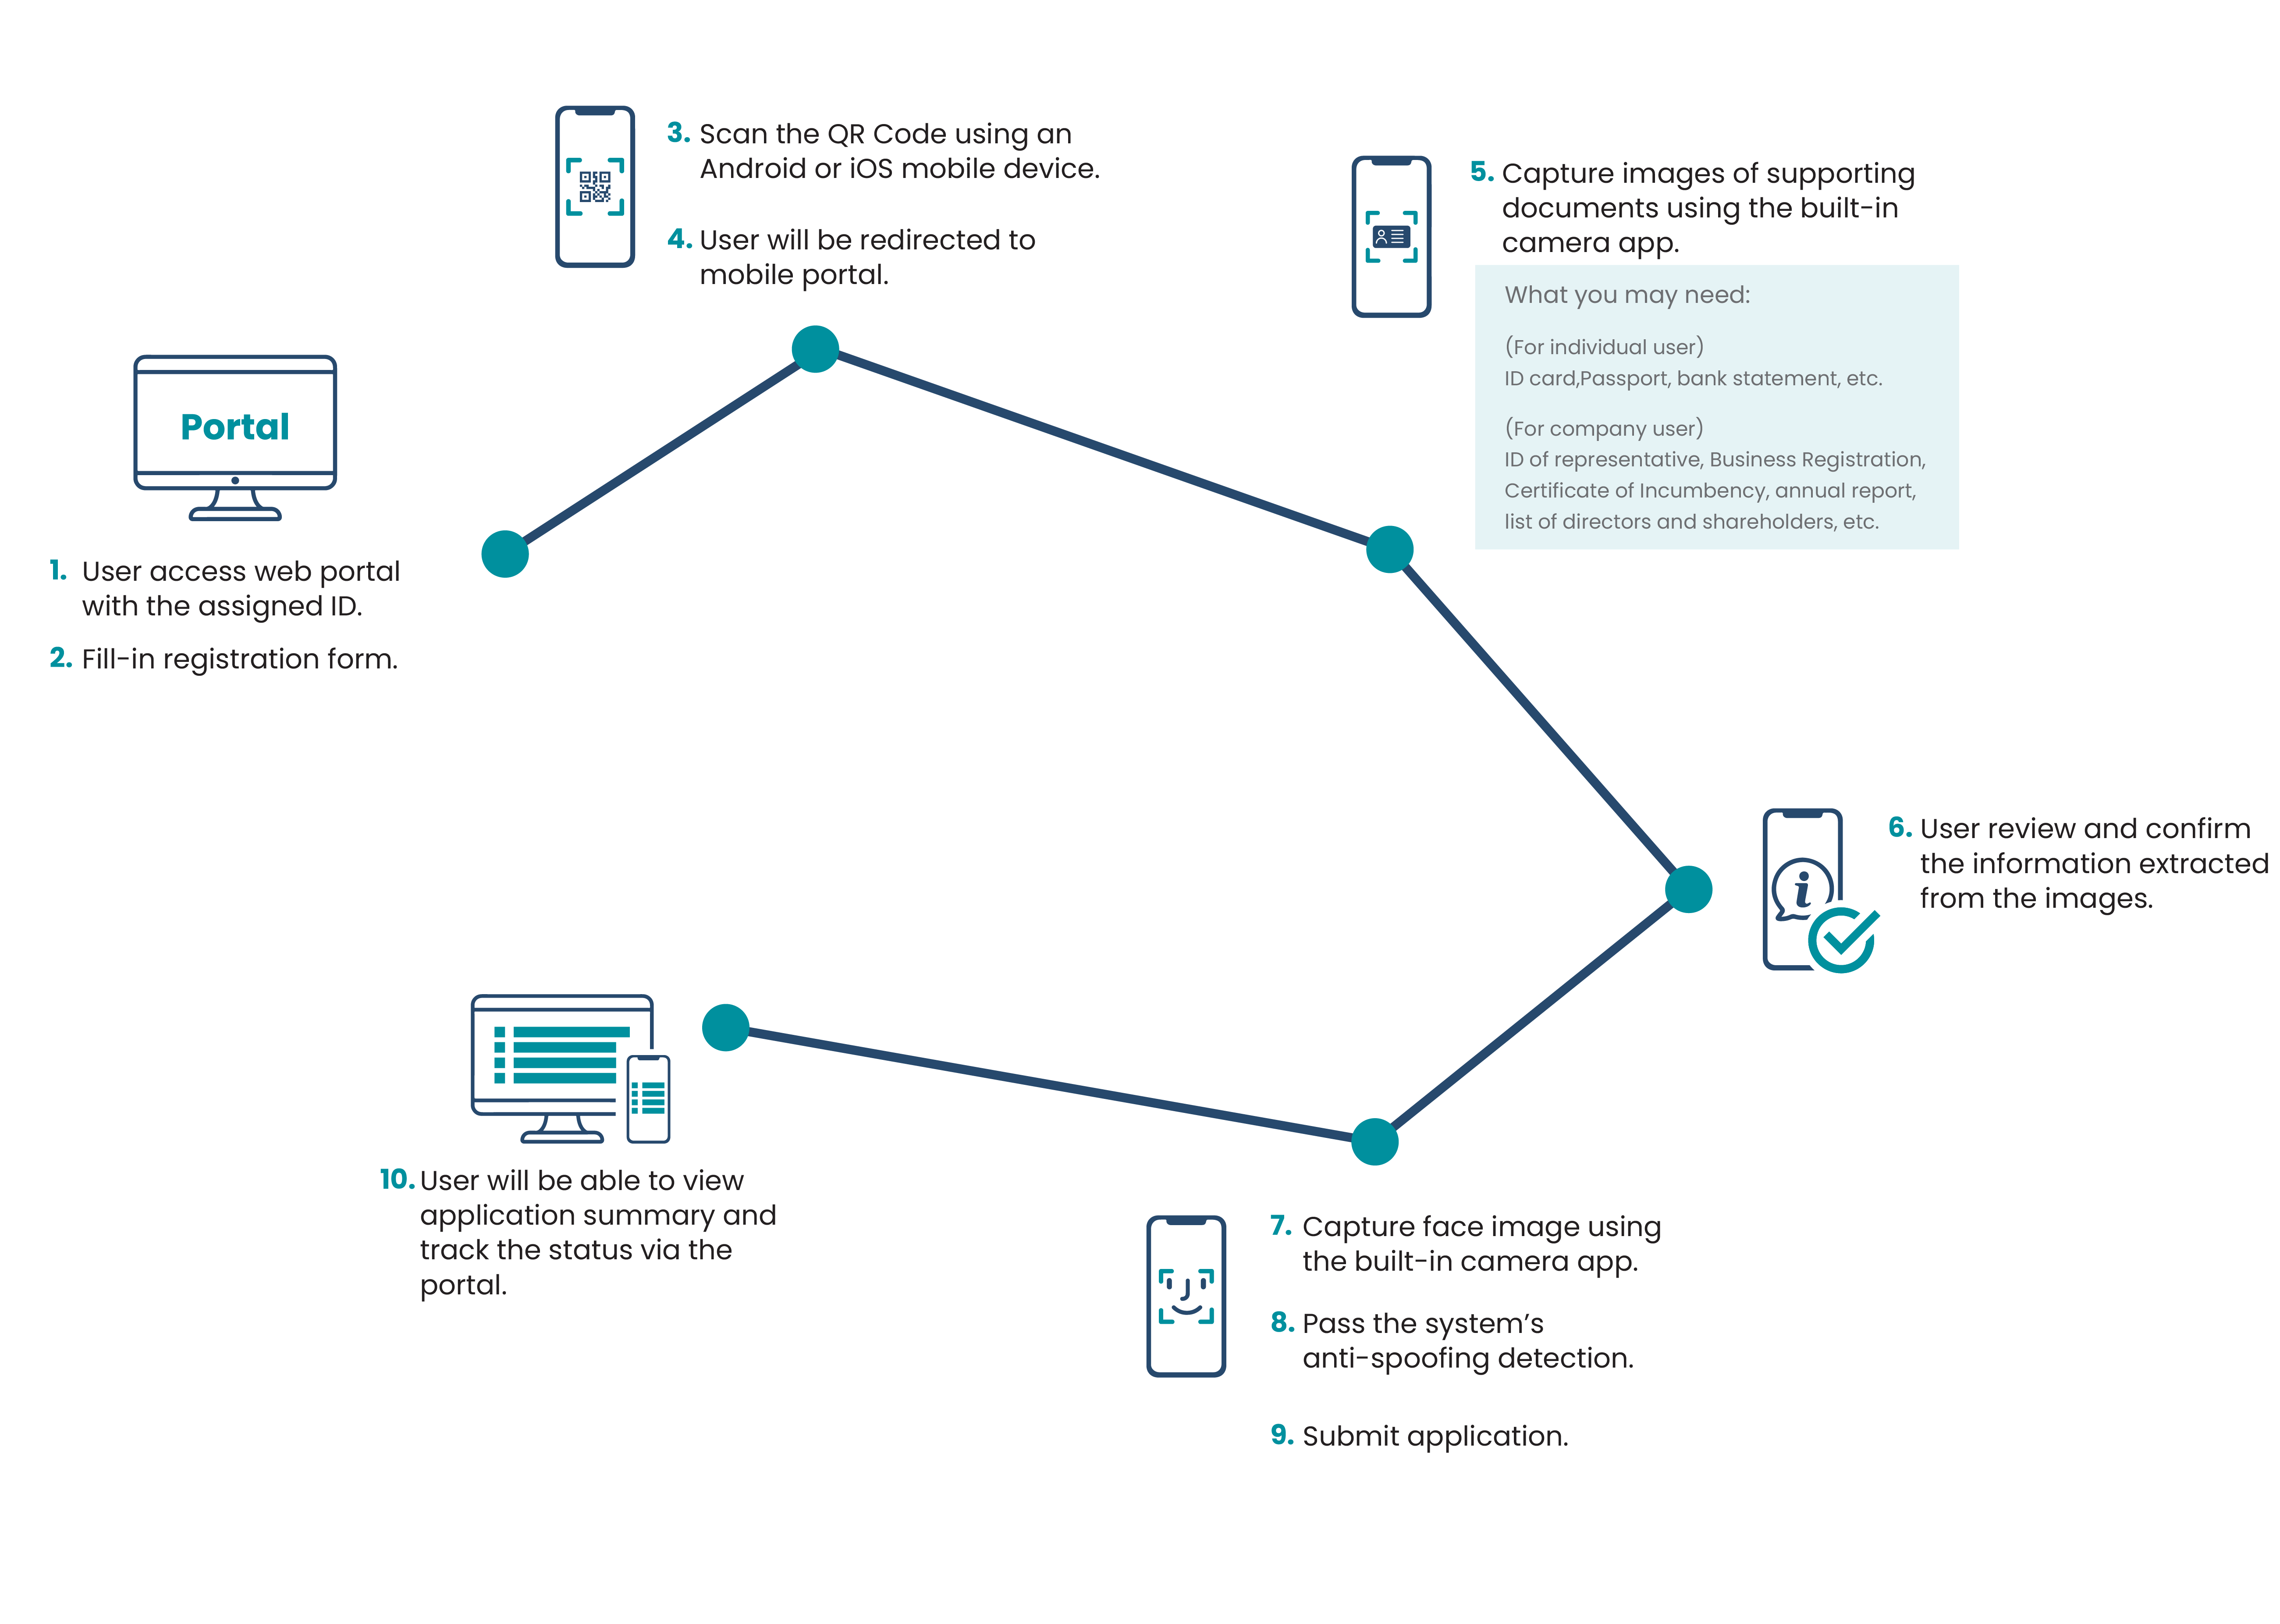 Portal
1. User access web portal
with the assigned ID.
2. Fill-in registration form.
3. Scan the QR Code using an
Android or iOS mobile device.
4. User will be redirected to
mobile portal.
5. Capture images of supporting
documents using the built-in
camera app.
What you may need:
(For individual user)
ID card,Passport, bank statement, etc.
(For company user)
ID of representative, Business Registration,
Certificate of Incumbency, annual report,
list of directors and shareholders, etc.
6. User review and confirm
the information extracted
from the images.
7. Capture face image using
the built-in camera app.
8. Pass the system’s
anti-spoofing detection.
9. Submit application.
10. User will be able to view
application summary and
track the status via the
portal.